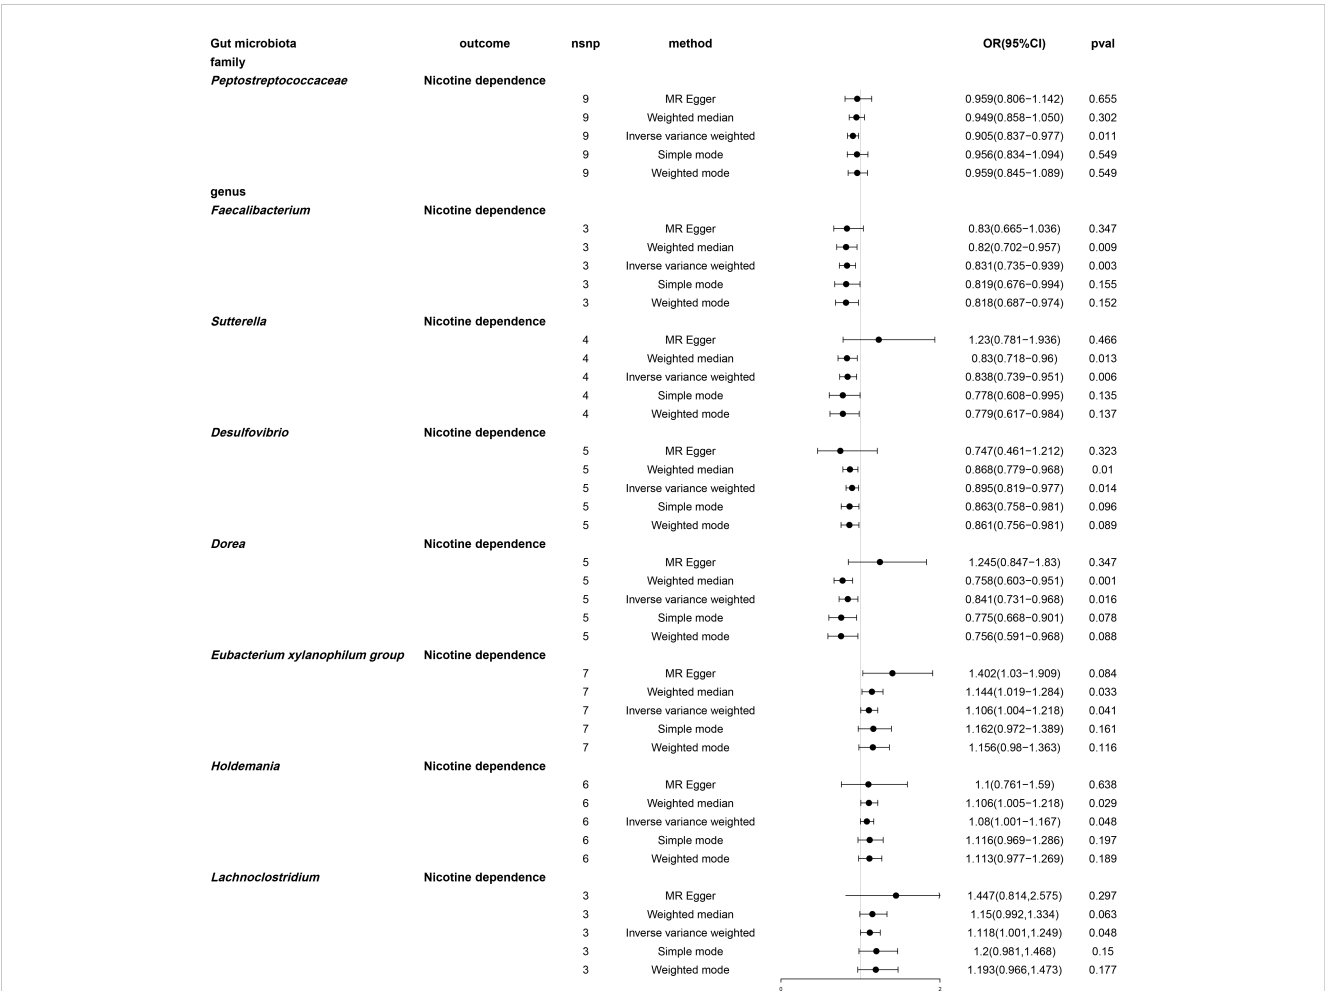 Gut microbiota outcome nsnp method OR(95%CI) pval
family
Peptostreptococcaceae Nicotine dependence
9 MR Egger 0.959(0.806−1.142) 0.655
9 Weighted median 0.949(0.858−1.050) 0.302
9 Inverse variance weighted 0.905(0.837−0.977) 0.011
9 Simple mode 0.956(0.834−1.094) 0.549
9 Weighted mode 0.959(0.845−1.089) 0.549
genus
Faecalibacterium Nicotine dependence
3 MR Egger 0.83(0.665−1.036) 0.347
3 Weighted median 0.82(0.702−0.957) 0.009
3 Inverse variance weighted 0.831(0.735−0.939) 0.003
3 Simple mode 0.819(0.676−0.994) 0.155
3 Weighted mode 0.818(0.687−0.974) 0.152
Sutterella Nicotine dependence
4 MR Egger 1.23(0.781−1.936) 0.466
4 Weighted median 0.83(0.718−0.96) 0.013
4 Inverse variance weighted 0.838(0.739−0.951) 0.006
4 Simple mode 0.778(0.608−0.995) 0.135
4 Weighted mode 0.779(0.617−0.984) 0.137
Desulfovibrio Nicotine dependence
5 MR Egger 0.747(0.461−1.212) 0.323
5 Weighted median 0.868(0.779−0.968) 0.01
5 Inverse variance weighted 0.895(0.819−0.977) 0.014
5 Simple mode 0.863(0.758−0.981) 0.096
5 Weighted mode 0.861(0.756−0.981) 0.089
Dorea Nicotine dependence
5 MR Egger 1.245(0.847−1.83) 0.347
5 Weighted median 0.758(0.603−0.951) 0.001
5 Inverse variance weighted 0.841(0.731−0.968) 0.016
5 Simple mode 0.775(0.668−0.901) 0.078
5 Weighted mode 0.756(0.591−0.968) 0.088
Eubacterium xylanophilum group Nicotine dependence
7 MR Egger 1.402(1.03−1.909) 0.084
7 Weighted median 1.144(1.019−1.284) 0.033
7 Inverse variance weighted 1.106(1.004−1.218) 0.041
7 Simple mode 1.162(0.972−1.389) 0.161
7 Weighted mode 1.156(0.98−1.363) 0.116
Holdemania Nicotine dependence
6 MR Egger 1.1(0.761−1.59) 0.638
6 Weighted median 1.106(1.005−1.218) 0.029
6 Inverse variance weighted 1.08(1.001−1.167) 0.048
6 Simple mode 1.116(0.969−1.286) 0.197
6 Weighted mode 1.113(0.977−1.269) 0.189
Lachnoclostridium Nicotine dependence
3 MR Egger 1.447(0.814,2.575) 0.297
3 Weighted median 1.15(0.992,1.334) 0.063
3 Inverse variance weighted 1.118(1.001,1.249) 0.048
3 Simple mode 1.2(0.981,1.468) 0.15
3 Weighted mode 1.193(0.966,1.473) 0.177
0 2